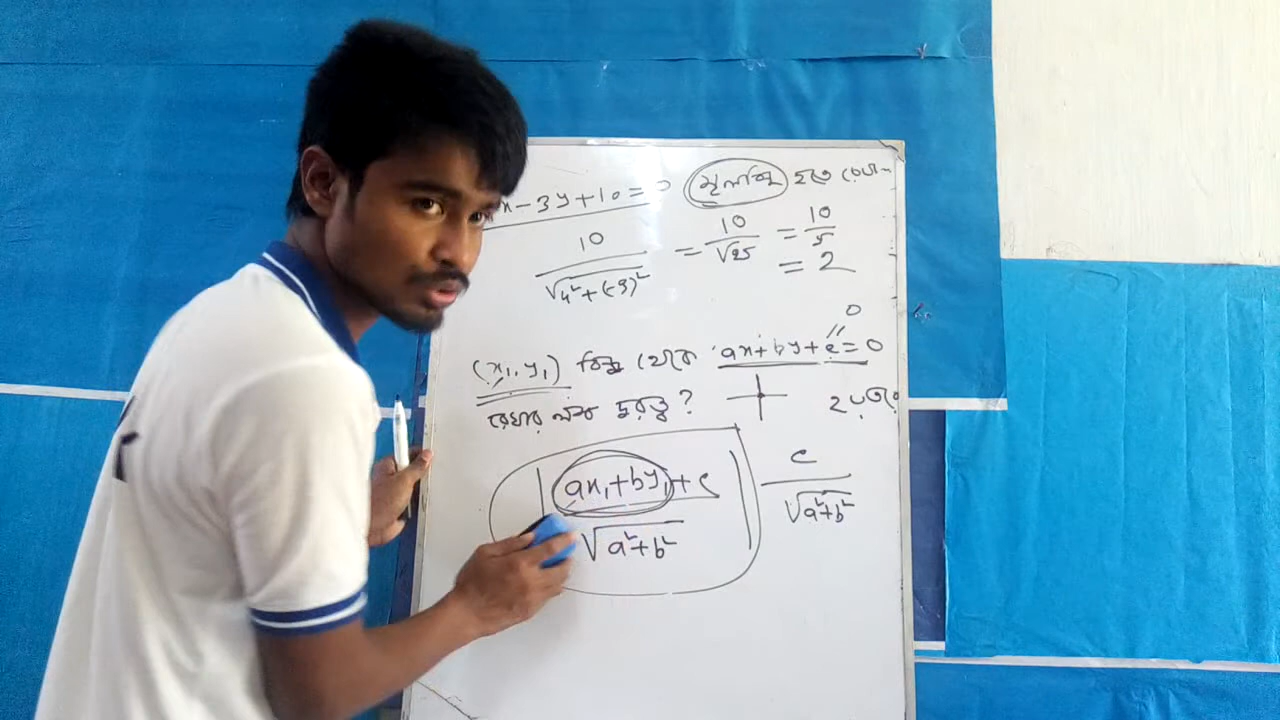 x-3y+10=0 মূলবিন্দু হতে
10/√4²+(-3)² = 10/√25 = 10/5
= 2
0
(x₁,y₁) বিন্দু থেকে ax+by+c=0
রেখার লম্ব দূরত্ব?
|ax₁+by₁+c/√a²+b²| c/√a²+b²